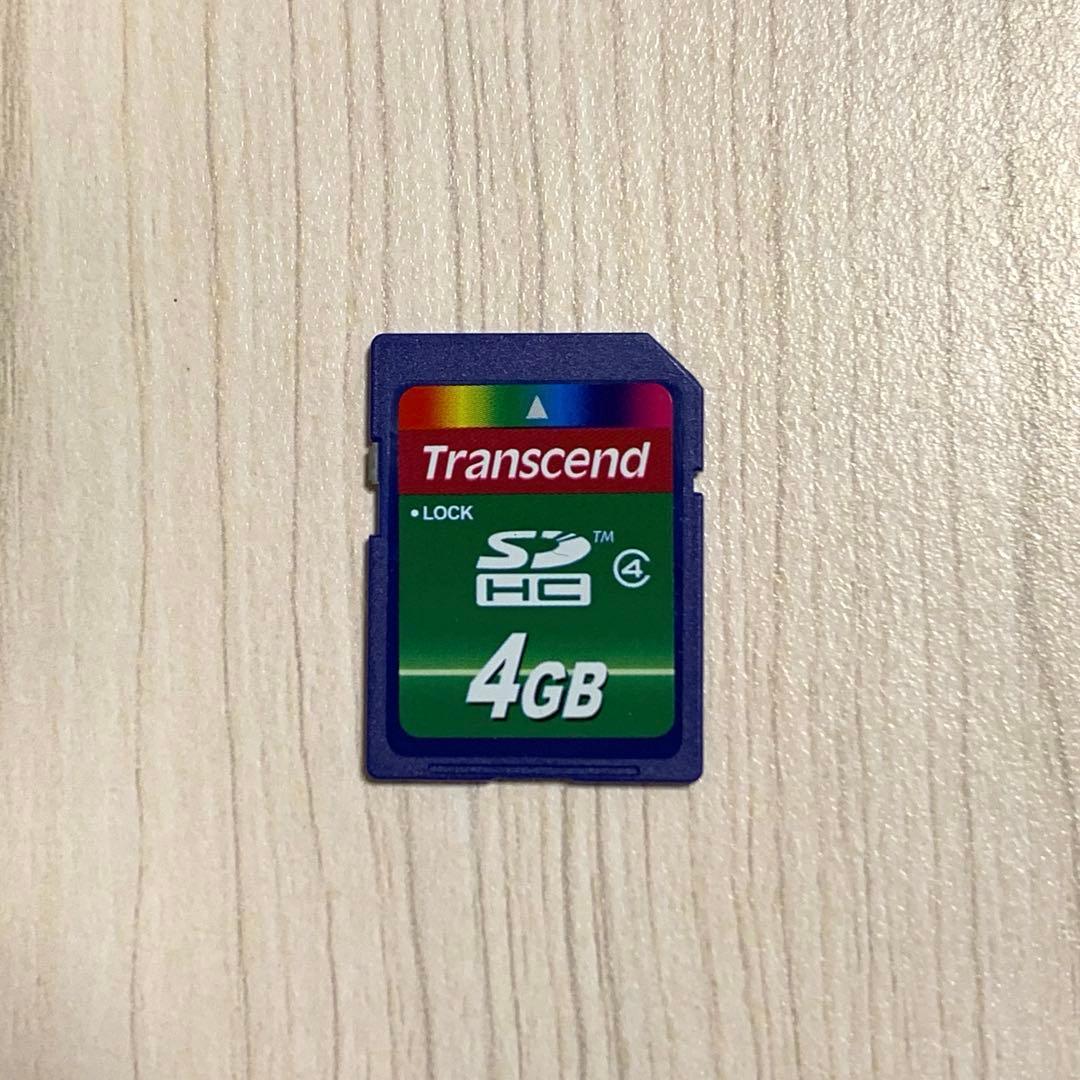 Transcend
• LOCK
SD™
HC
4
4GB